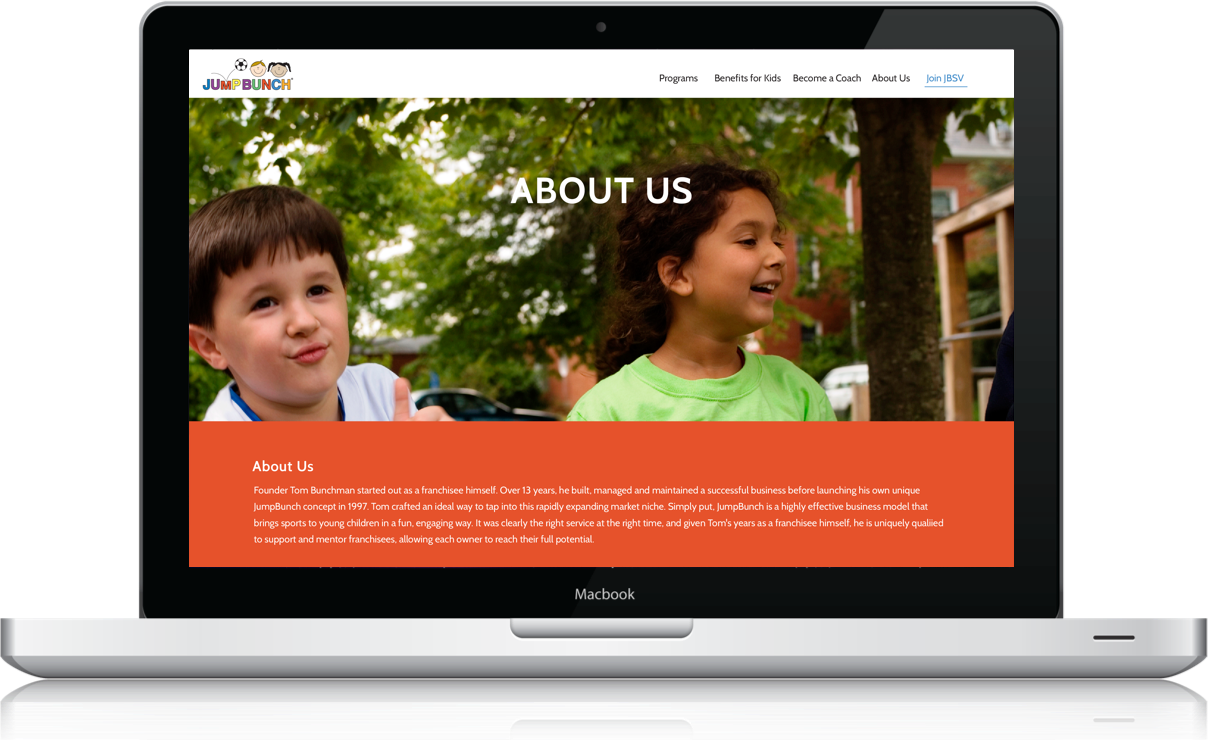 JUMPBUNCH
Programs Benefits for Kids Become a Coach About Us Join JBSV
ABOUT US
About Us
Founder Tom Bunchman started out as a franchisee himself. Over 13 years, he built, managed and maintained a successful business before launching his own unique
JumpBunch concept in 1997. Tom crafted an ideal way to tap into this rapidly expanding market niche. Simply put, JumpBunch is a highly effective business model that
brings sports to young children in a fun, engaging way. It was clearly the right service at the right time, and given Tom's years as a franchisee himself, he is uniquely qualiied
to support and mentor franchisees, allowing each owner to reach their full potential.
Macbook